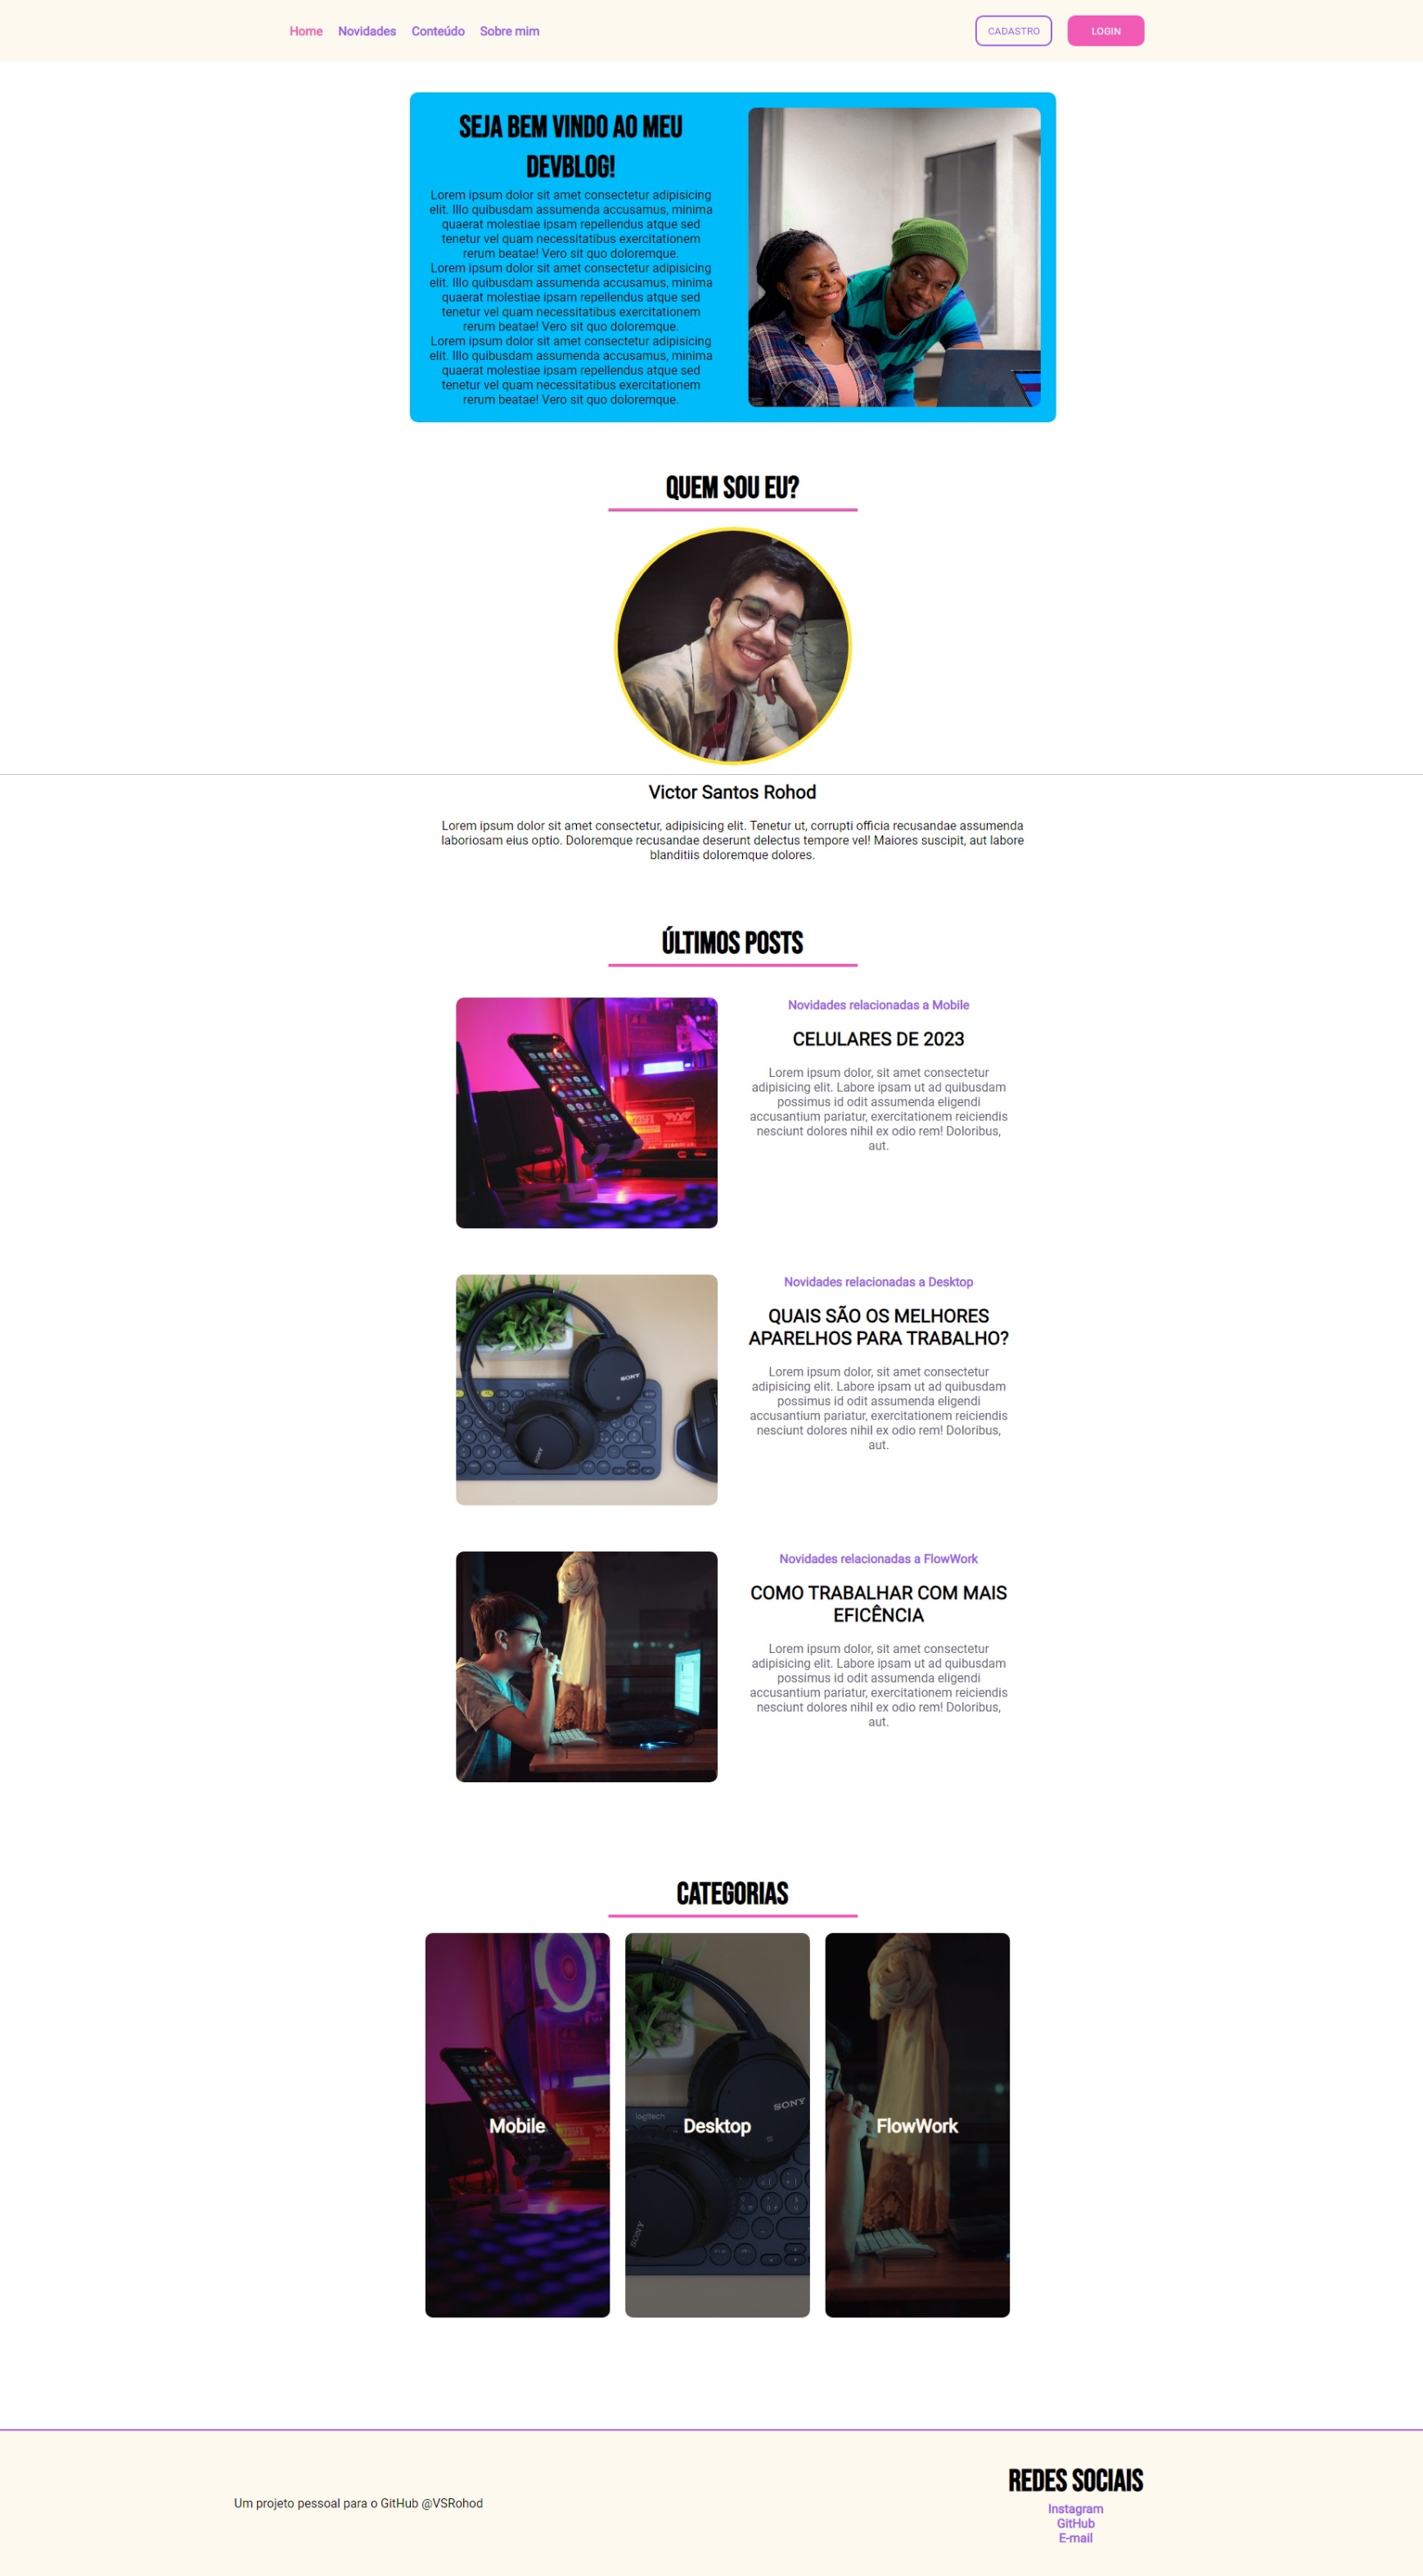 Home Novidades Conteúdo Sobre mim CADASTRO LOGIN
SEJA BEM VINDO AO MEU
DEVBLOG!
Lorem ipsum dolor sit amet consectetur adipisicing
elit. Illo quibusdam assumenda accusamus, minima
quaerat molestiae ipsam repellendus atque sed
tenetur vel quam necessitatibus exercitationem
rerum beatae! Vero sit quo doloremque.
Lorem ipsum dolor sit amet consectetur adipisicing
elit. Illo quibusdam assumenda accusamus, minima
quaerat molestiae ipsam repellendus atque sed
tenetur vel quam necessitatibus exercitationem
rerum beatae! Vero sit quo doloremque.
Lorem ipsum dolor sit amet consectetur adipisicing
elit. Illo quibusdam assumenda accusamus, minima
quaerat molestiae ipsam repellendus atque sed
tenetur vel quam necessitatibus exercitationem
rerum beatae! Vero sit quo doloremque.
QUEM SOU EU?
Victor Santos Rohod
Lorem ipsum dolor sit amet consectetur, adipisicing elit. Tenetur ut, corrupti officia recusandae assumenda
laboriosam eius optio. Doloremque recusandae deserunt delectus tempore vel! Maiores suscipit, aut labore
blanditiis doloremque dolores.
ÚLTIMOS POSTS
Novidades relacionadas a Mobile
CELULARES DE 2023
Lorem ipsum dolor, sit amet consectetur
adipisicing elit. Labore ipsam ut ad quibusdam
possimus id odit assumenda eligendi
accusantium pariatur, exercitationem reiciendis
nesciunt dolores nihil ex odio rem! Doloribus,
aut.
Novidades relacionadas a Desktop
QUAIS SÃO OS MELHORES
APARELHOS PARA TRABALHO?
Lorem ipsum dolor, sit amet consectetur
adipisicing elit. Labore ipsam ut ad quibusdam
possimus id odit assumenda eligendi
accusantium pariatur, exercitationem reiciendis
nesciunt dolores nihil ex odio rem! Doloribus,
aut.
SONY
logitech
SONY
Novidades relacionadas a FlowWork
COMO TRABALHAR COM MAIS
EFICÊNCIA
Lorem ipsum dolor, sit amet consectetur
adipisicing elit. Labore ipsam ut ad quibusdam
possimus id odit assumenda eligendi
accusantium pariatur, exercitationem reiciendis
nesciunt dolores nihil ex odio rem! Doloribus,
aut.
CATEGORIAS
SONY
logitech
Mobile
Desktop
FlowWork
SONY
Um projeto pessoal para o GitHub @VSRohod
REDES SOCIAIS
Instagram
GitHub
E-mail